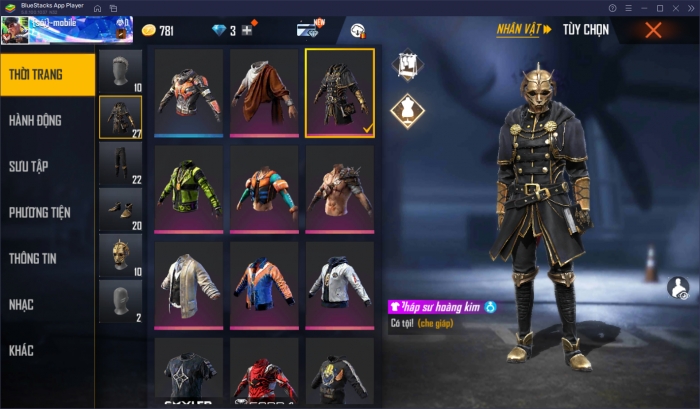 BlueStacks App Player
781
3
NEW
NHÂN VẬT
TÙY CHỌN
THỜI TRANG
HÀNH ĐỘNG
SƯU TẬP
PHƯƠNG TIỆN
THÔNG TIN
NHẠC
KHÁC
10
27
22
20
10
2
Pháp sư hoàng kim
Có tội! (che giáp)